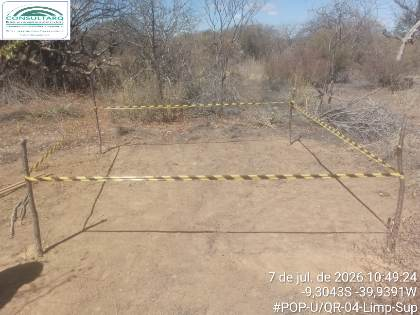 CONSULTARQ
7 de jul. de 2026 10:49:24
-9,3043S -39,9391W
#POP-U/QR-04-Limp-Sup